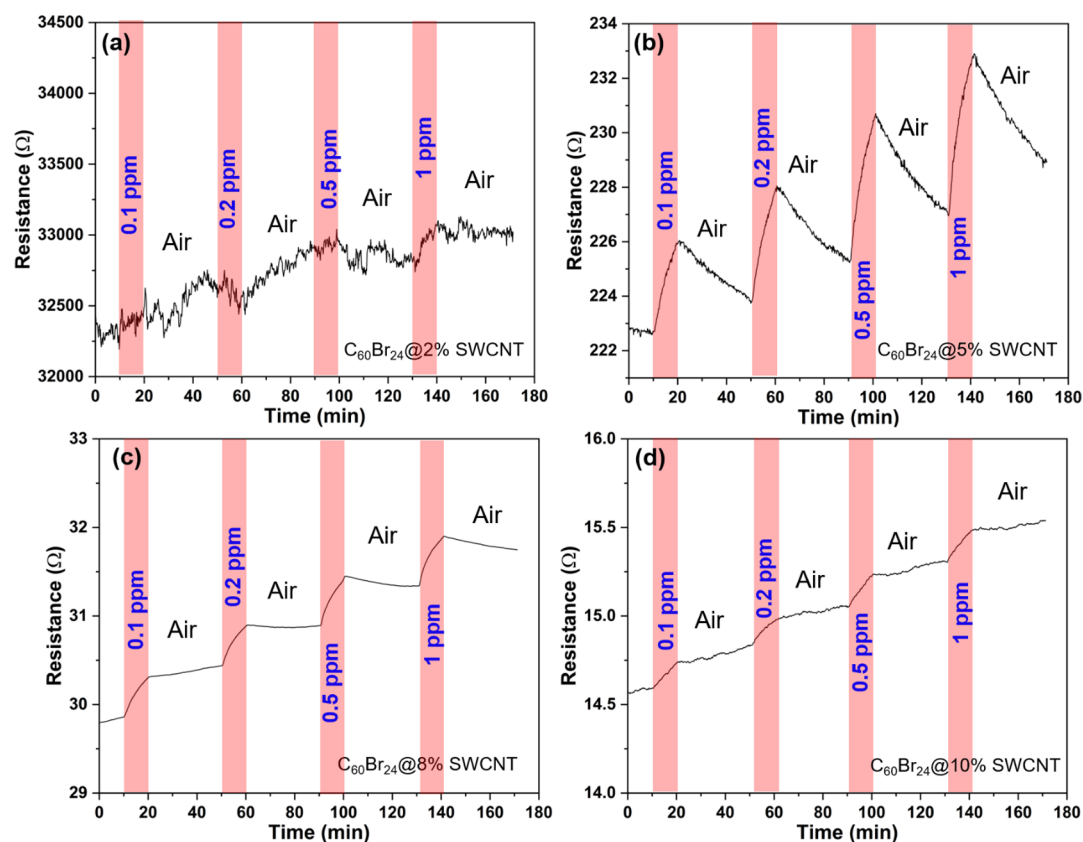 (a)
34500
34000
33500
33000
32500
32000
Resistance (Ω)
0.1 ppm
Air
0.2 ppm
Air
0.5 ppm
Air
1 ppm
Air
C₆₀Br₂₄@2% SWCNT
0 20 40 60 80 100 120 140 160 180
Time (min)
(b)
234
232
230
228
226
224
222
Resistance (Ω)
0.1 ppm
Air
0.2 ppm
Air
0.5 ppm
Air
1 ppm
Air
C₆₀Br₂₄@5% SWCNT
0 20 40 60 80 100 120 140 160 180
Time (min)
(c)
33
32
31
30
29
Resistance (Ω)
0.1 ppm
Air
0.2 ppm
Air
0.5 ppm
Air
1 ppm
Air
C₆₀Br₂₄@8% SWCNT
0 20 40 60 80 100 120 140 160 180
Time (min)
(d)
16.0
15.5
15.0
14.5
14.0
Resistance (Ω)
0.1 ppm
Air
0.2 ppm
Air
0.5 ppm
Air
1 ppm
Air
C₆₀Br₂₄@10% SWCNT
0 20 40 60 80 100 120 140 160 180
Time (min)